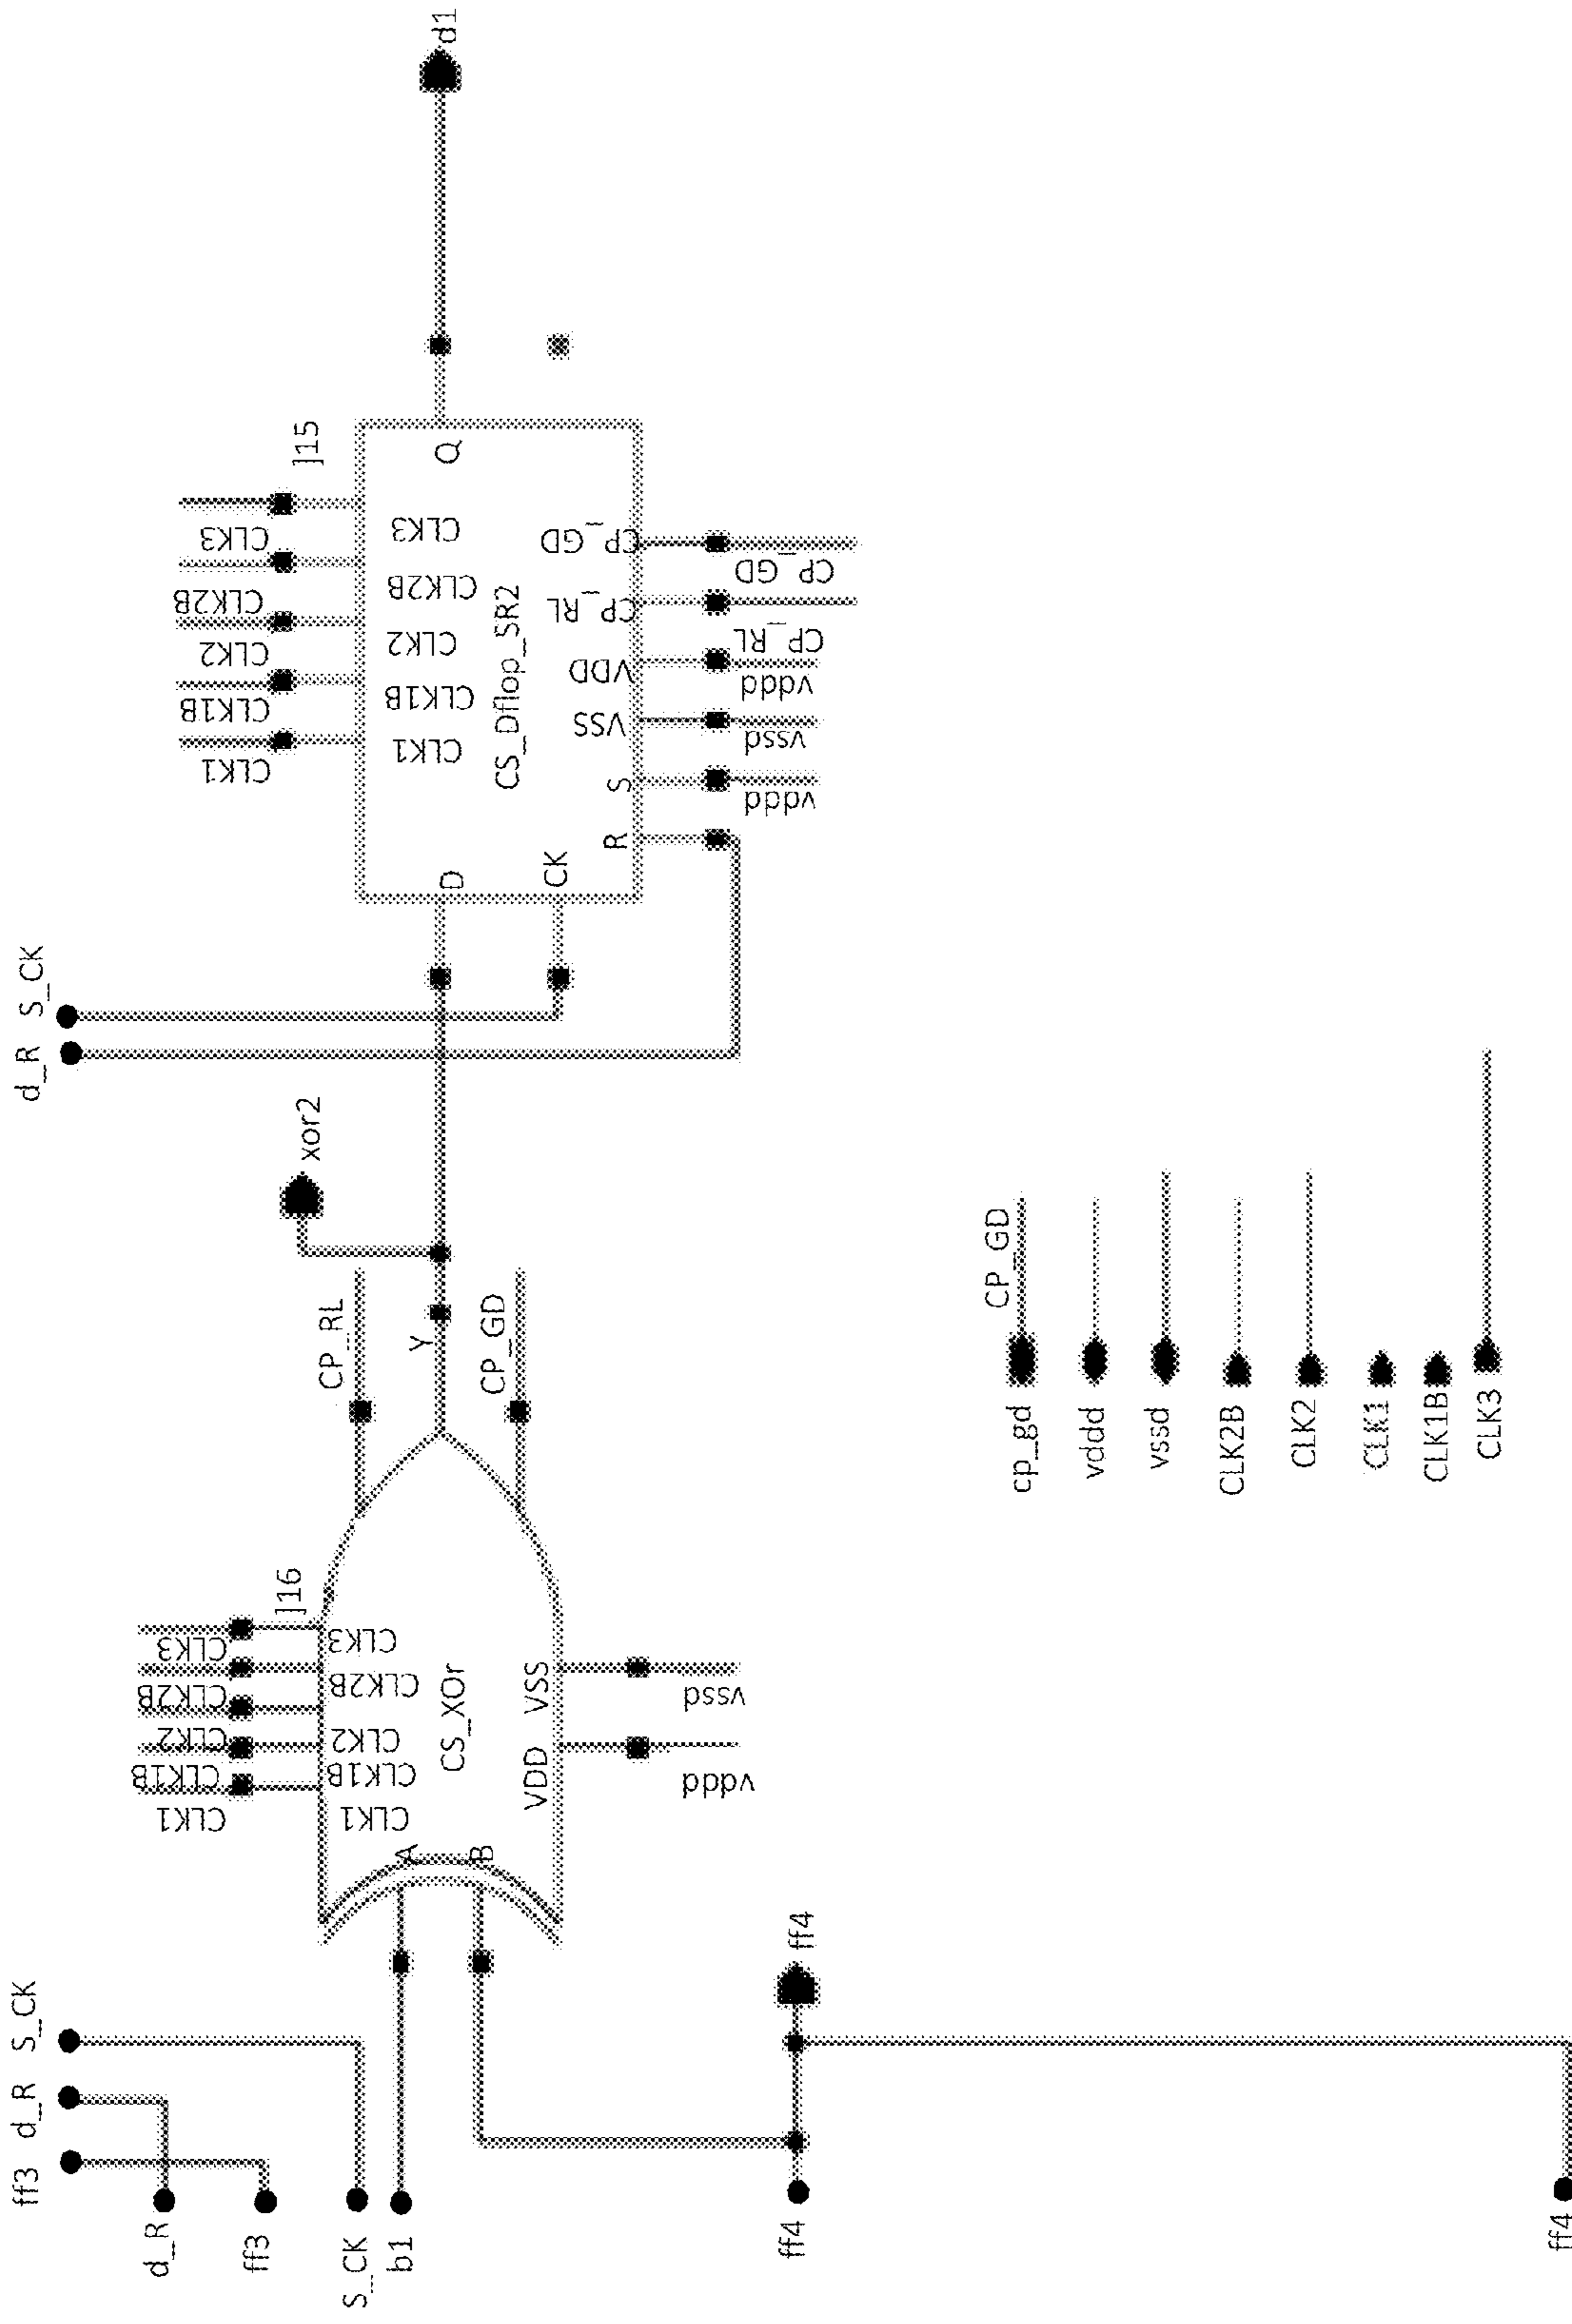 d1
]15
CLK3
CLK2B
CLK2
CLK1B
CLK1
CLK3
CLK2B
CLK2
CLK1B
CLK1
CS_Dflop_SR2
Q
D
CK
R
S
VSS
VDD
CP_RL
CP_GD
vddd
vssd
vddd
CP_RL
CP_GD
S_CK
d_R
xor2
CP_RL
Y
CP_GD
]16
CLK3
CLK2B
CLK2
CLK1B
CLK1
CLK3
CLK2B
CLK2
CLK1B
CLK1
CS_XOr
VDD VSS
vssd
vddd
A
B
CP_GD
cp_gd
vddd
vssd
CLK2B
CLK2
CLK1
CLK1B
CLK3
S_CK
d_R
ff3
d_R
ff3
S_CK
b1
ff4
ff4
ff4